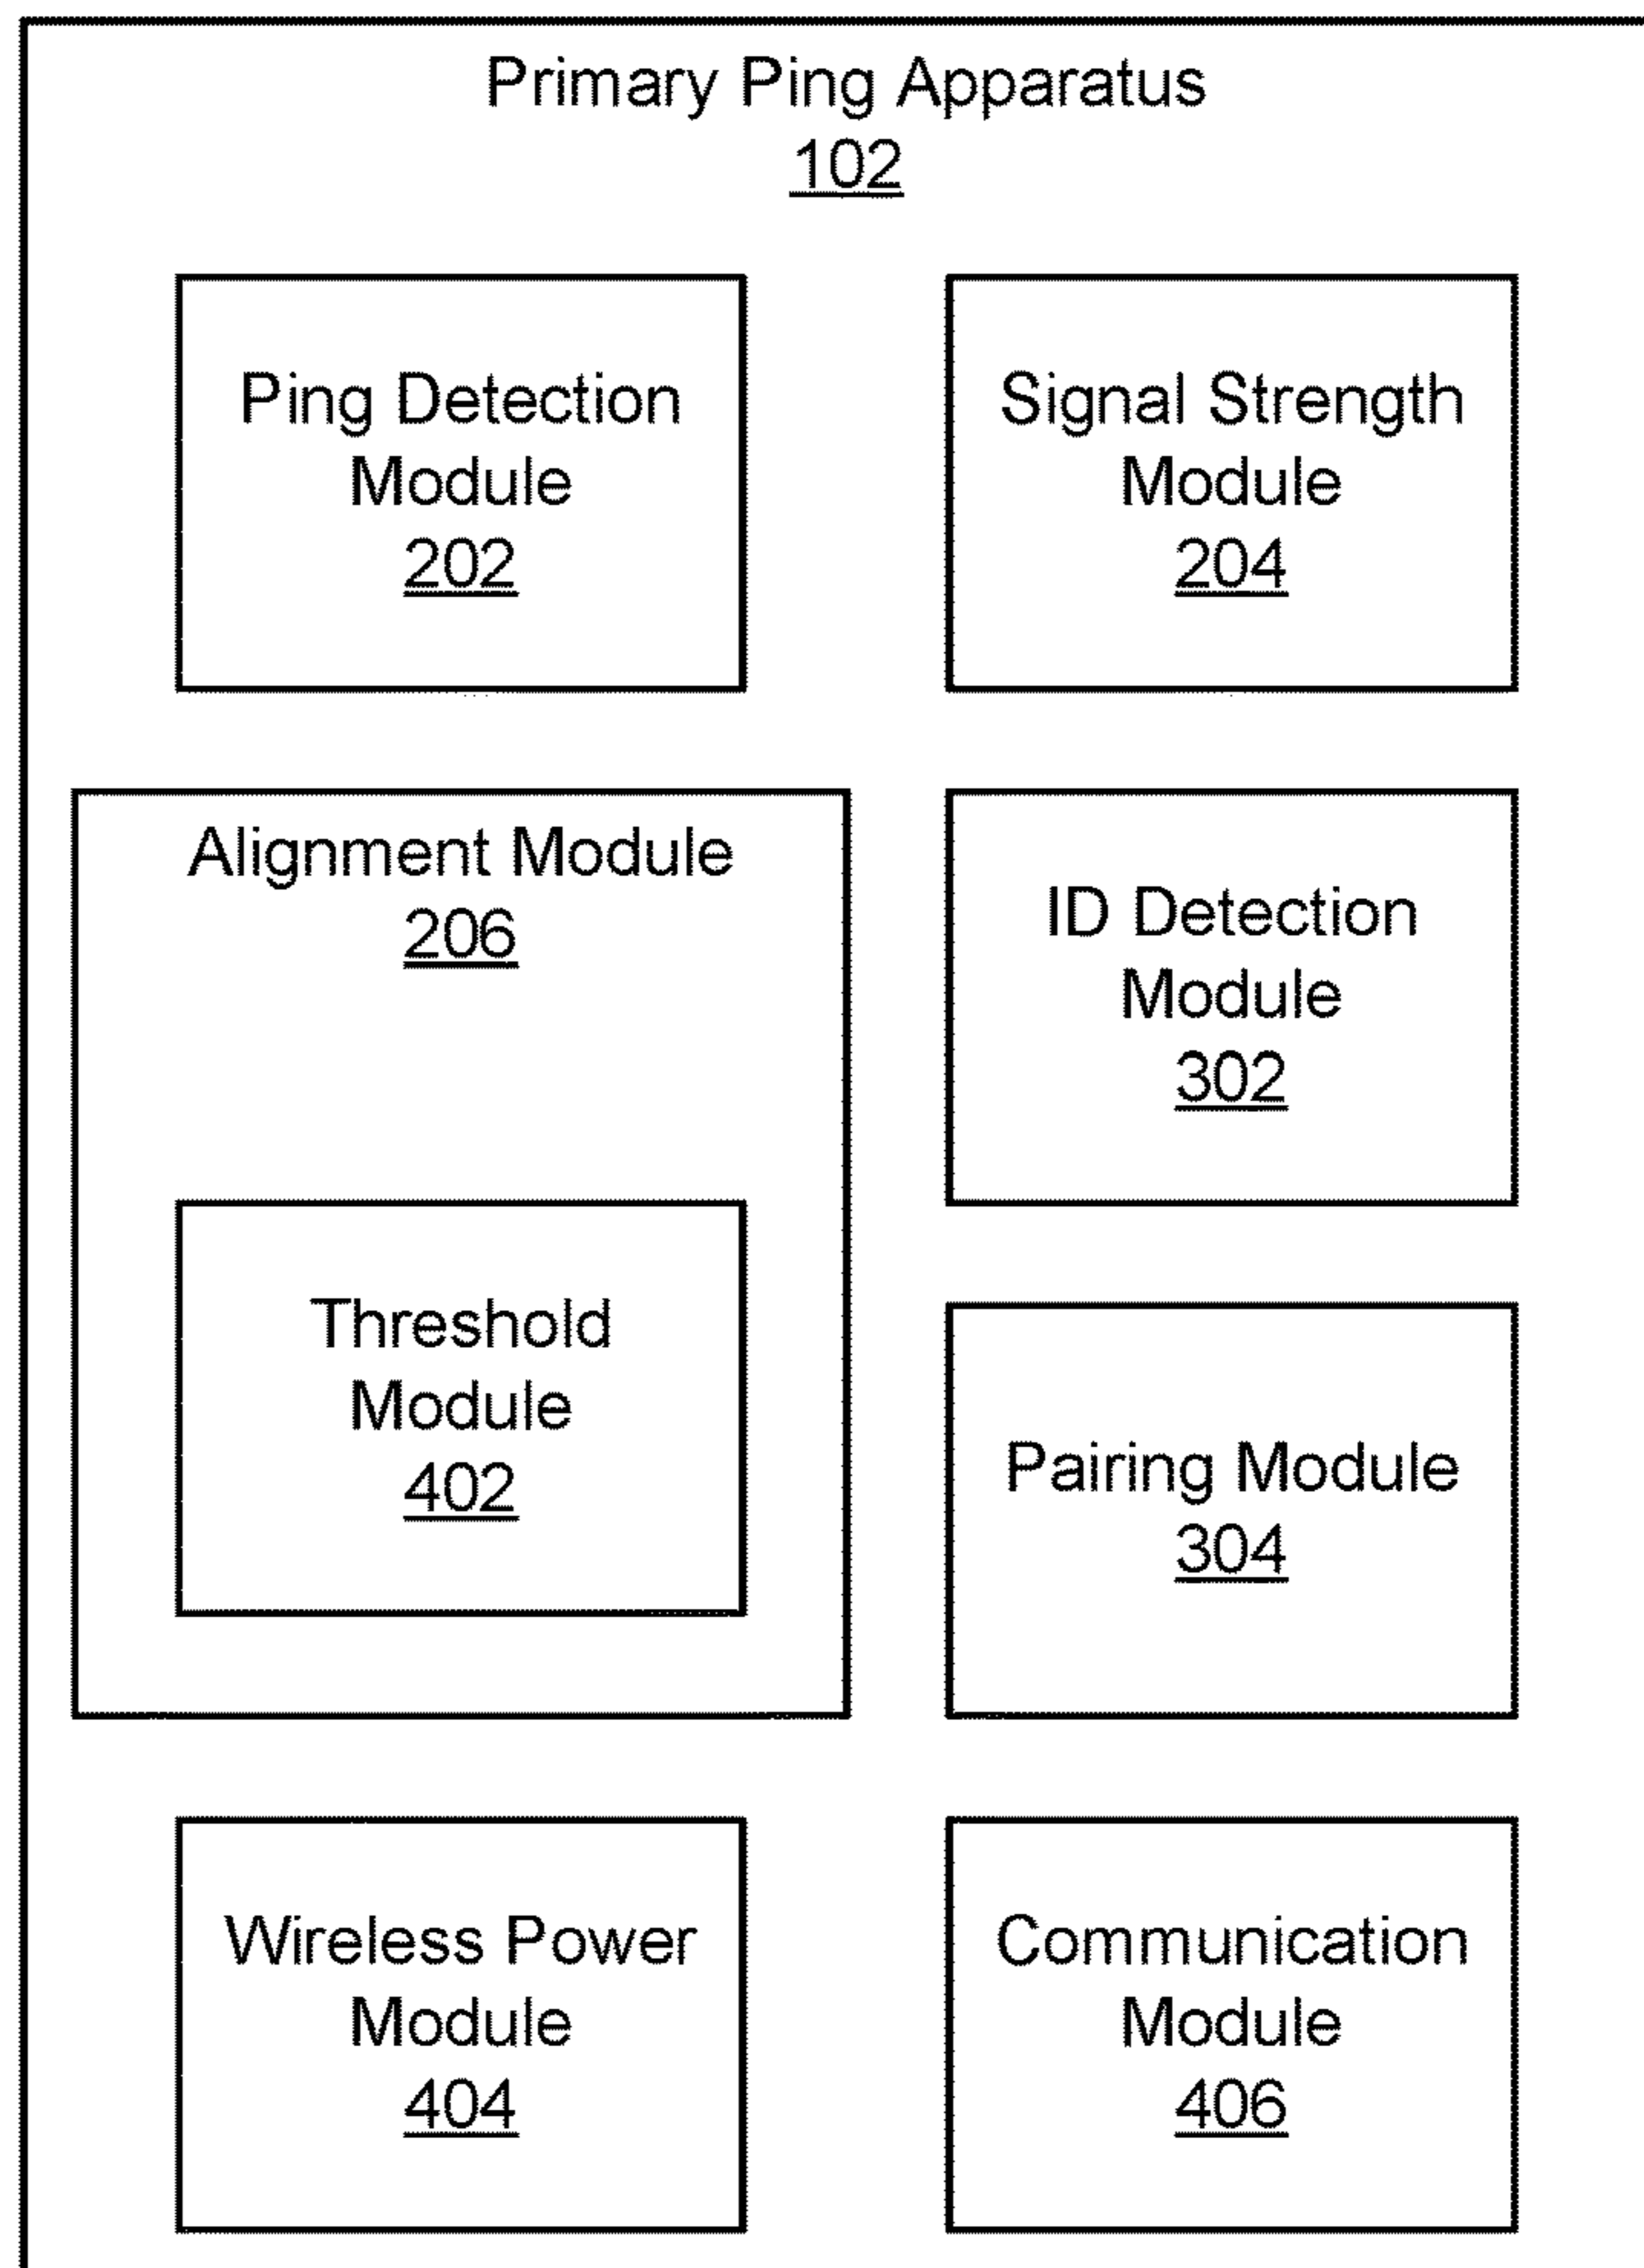 Primary Ping Apparatus
102
Ping Detection
Module
202
Signal Strength
Module
204
Alignment Module
206
Threshold
Module
402
ID Detection
Module
302
Pairing Module
304
Wireless Power
Module
404
Communication
Module
406